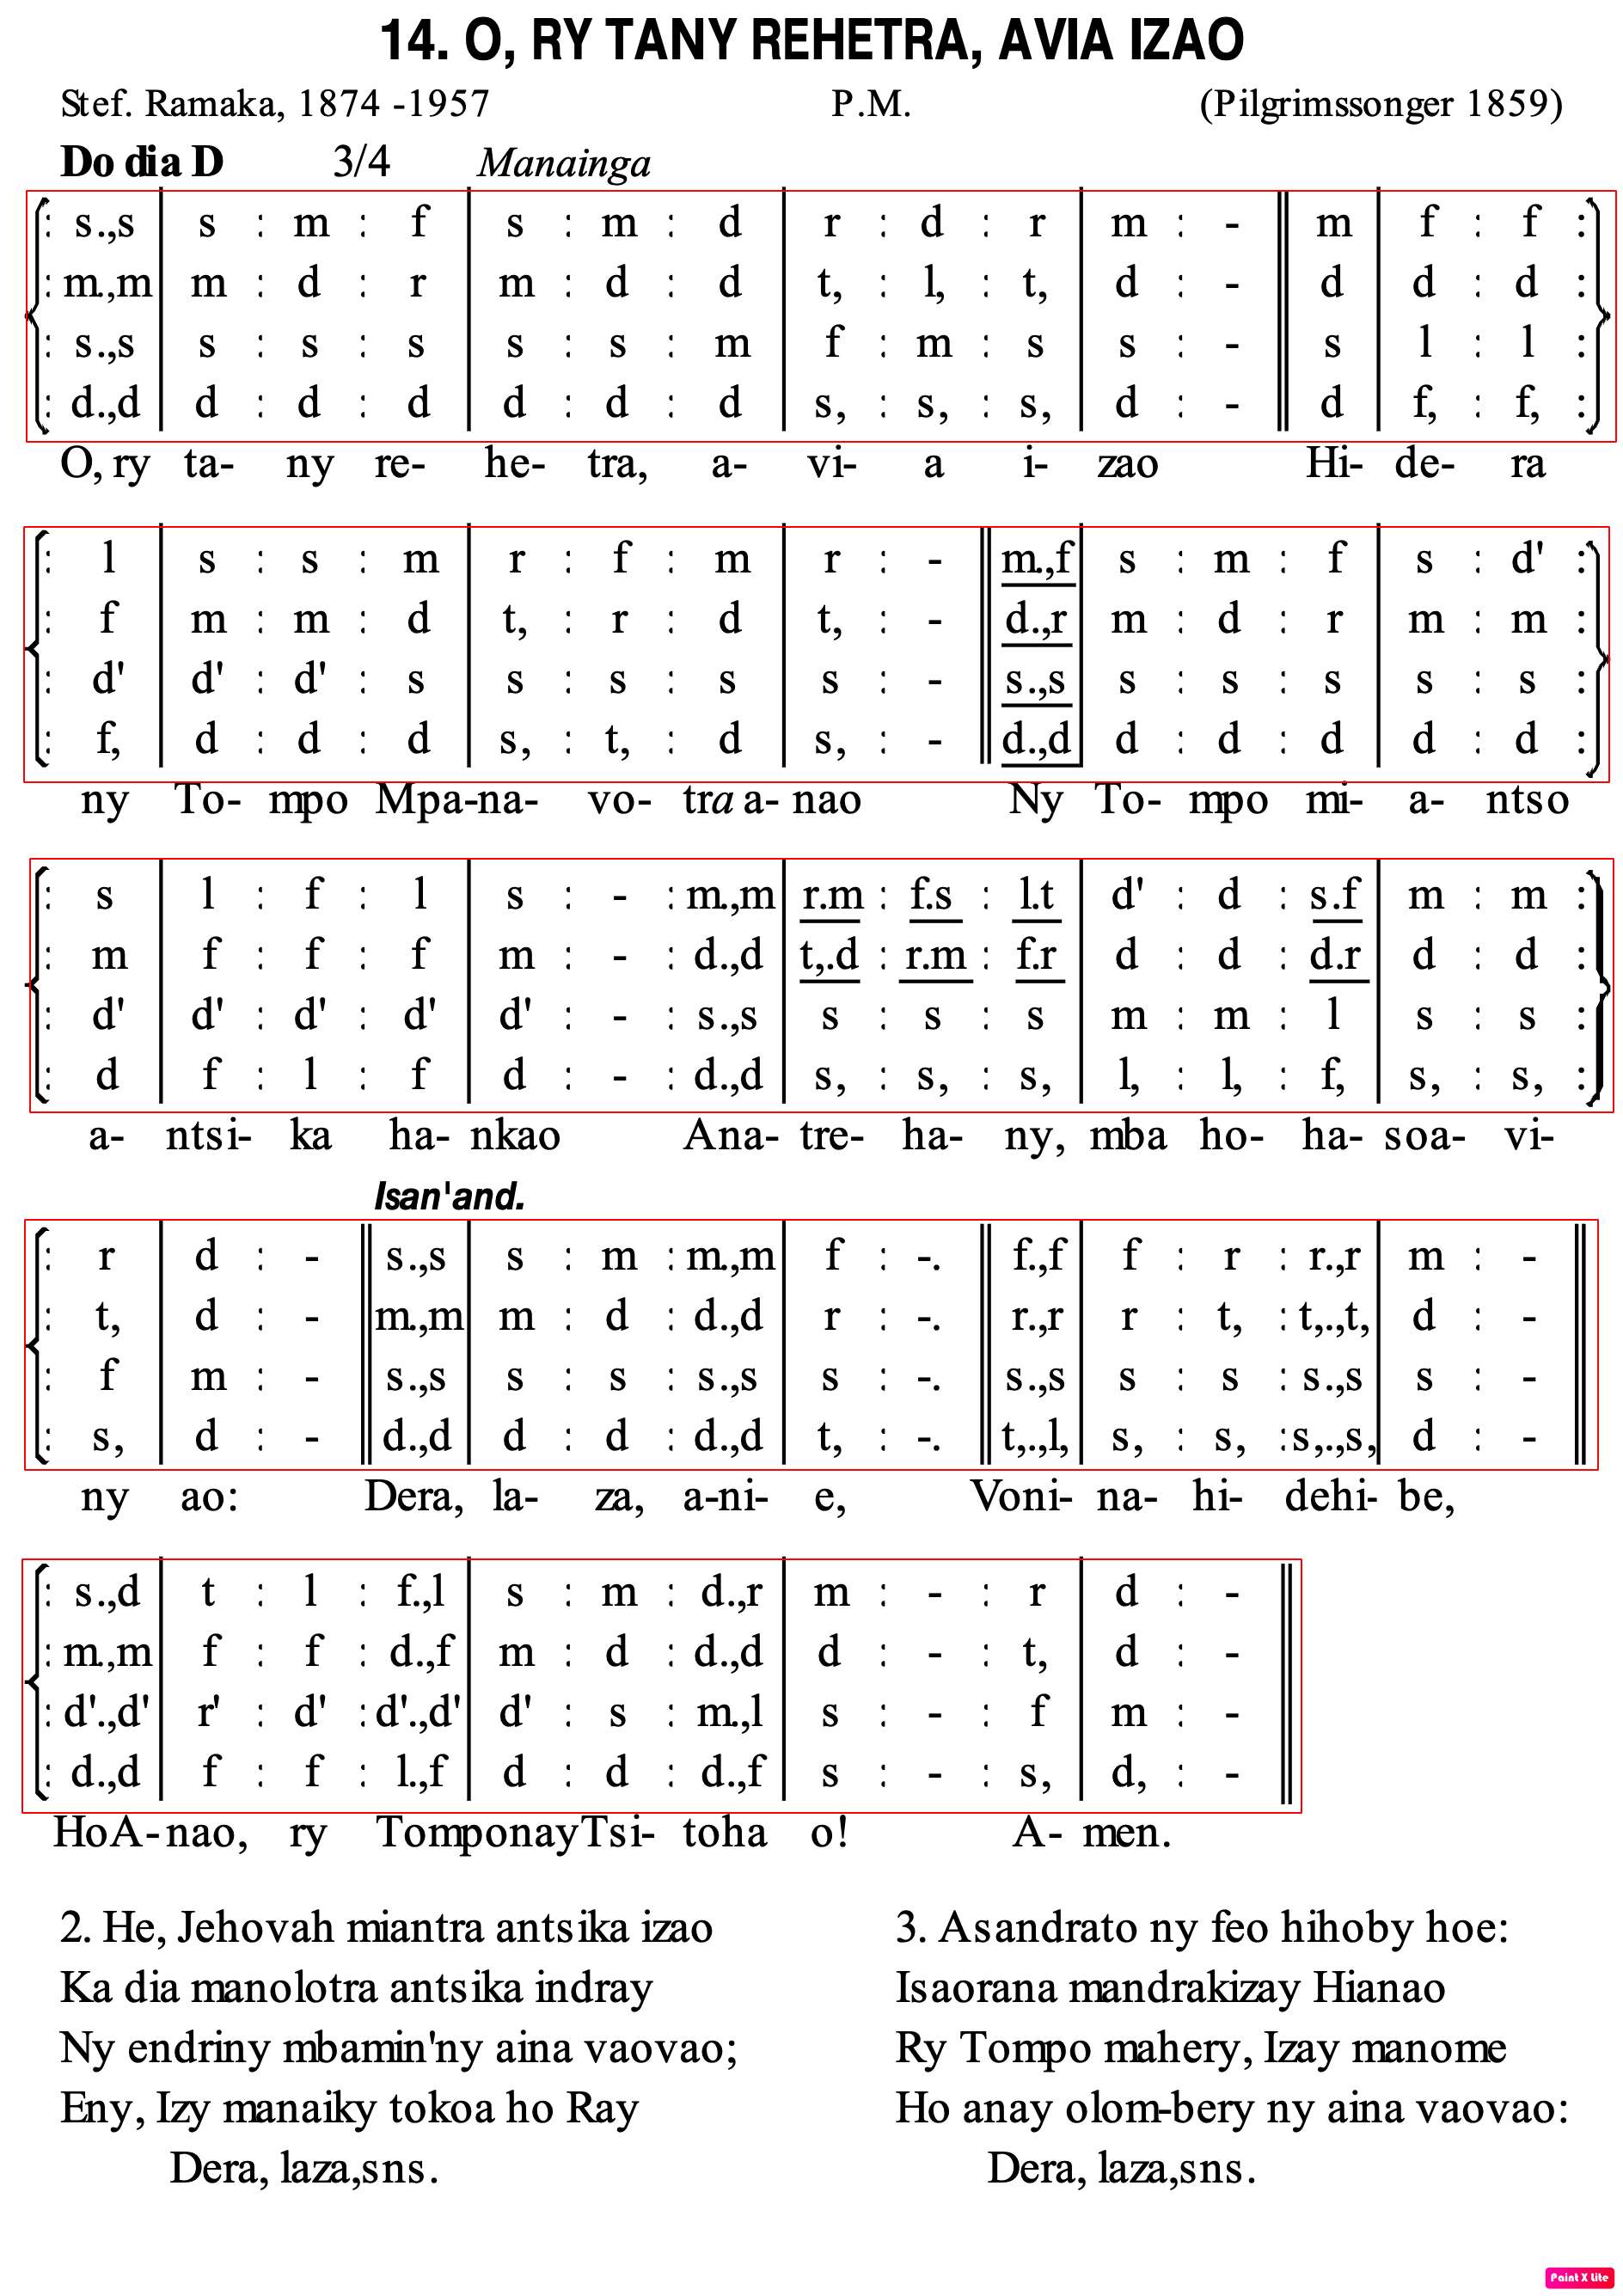 14. O, RY TANY REHETRA, AVIA IZAO
Stef. Ramaka, 1874 -1957 P.M. (Pilgrimssonger 1859)
Do dia D 3/4 Manainga
: s.,s | s : m : f | s : m : d | r : d : r | m : - || m | f : f :
: m.,m | m : d : r | m : d : d | t, : l, : t, | d : - || d | d : d :
: s.,s | s : s : s | s : s : m | f : m : s | s : - || s | l : l :
: d.,d | d : d : d | d : d : d | s, : s, : s, | d : - || d | f, : f, :
O, ry ta- ny re- he- tra, a- vi- a i- zao Hi- de- ra
: l | s : s : m | r : f : m | r : - || m.,f | s : m : f | s : d' :
: f | m : m : d | t, : r : d | t, : - || d.,r | m : d : r | m : m :
: d' | d' : d' : s | s : s : s | s : - || s.,s | s : s : s | s : s :
: f, | d : d : d | s, : t, : d | s, : - || d.,d | d : d : d | d : d :
ny To- mpo Mpa-na- vo- tra a- nao Ny To- mpo mi- a- ntso
: s | l : f : l | s : - : m.,m | r.m : f.s : l.t | d' : d : s.f | m : m :
: m | f : f : f | m : - : d.,d | t,.d : r.m : f.r | d : d : d.r | d : d :
: d' | d' : d' : d' | d' : - : s.,s | s : s : s | m : m : l | s : s :
: d | f : l : f | d : - : d.,d | s, : s, : s, | l, : l, : f, | s, : s, :
a- ntsi- ka ha- nkao Ana- tre- ha- ny, mba ho- ha- soa- vi-
Isan'and.
: r | d : - || s.,s | s : m : m.,m | f : -. || f.,f | f : r : r.,r | m : - ||
: t, | d : - || m.,m | m : d : d.,d | r : -. || r.,r | r : t, : t,.,t, | d : - ||
: f | m : - || s.,s | s : s : s.,s | s : -. || s.,s | s : s : s.,s | s : - ||
: s, | d : - || d.,d | d : d : d.,d | t, : -. || t,.,l, | s, : s, : s,.,s, | d : - ||
ny ao: Dera, la- za, a-ni- e, Voni- na- hi- dehi- be,
: s.,d | t : l : f.,l | s : m : d.,r | m : - : r | d : - ||
: m.,m | f : f : d.,f | m : d : d.,d | d : - : t, | d : - ||
: d'.,d' | r' : d' : d'.,d' | d' : s : m.,l | s : - : f | m : - ||
: d.,d | f : f : l.,f | d : d : d.,f | s : - : s, | d, : - ||
HoA-nao, ry TomponayTsi- toha o! A- men.
2. He, Jehovah miantra antsika izao
Ka dia manolotra antsika indray
Ny endriny mbamin'ny aina vaovao;
Eny, Izy manaiky tokoa ho Ray
Dera, laza,sns.
3. Asandrato ny feo hihoby hoe:
Isaorana mandrakizay Hianao
Ry Tompo mahery, Izay manome
Ho anay olom-bery ny aina vaovao:
Dera, laza,sns.
Paint X Lite